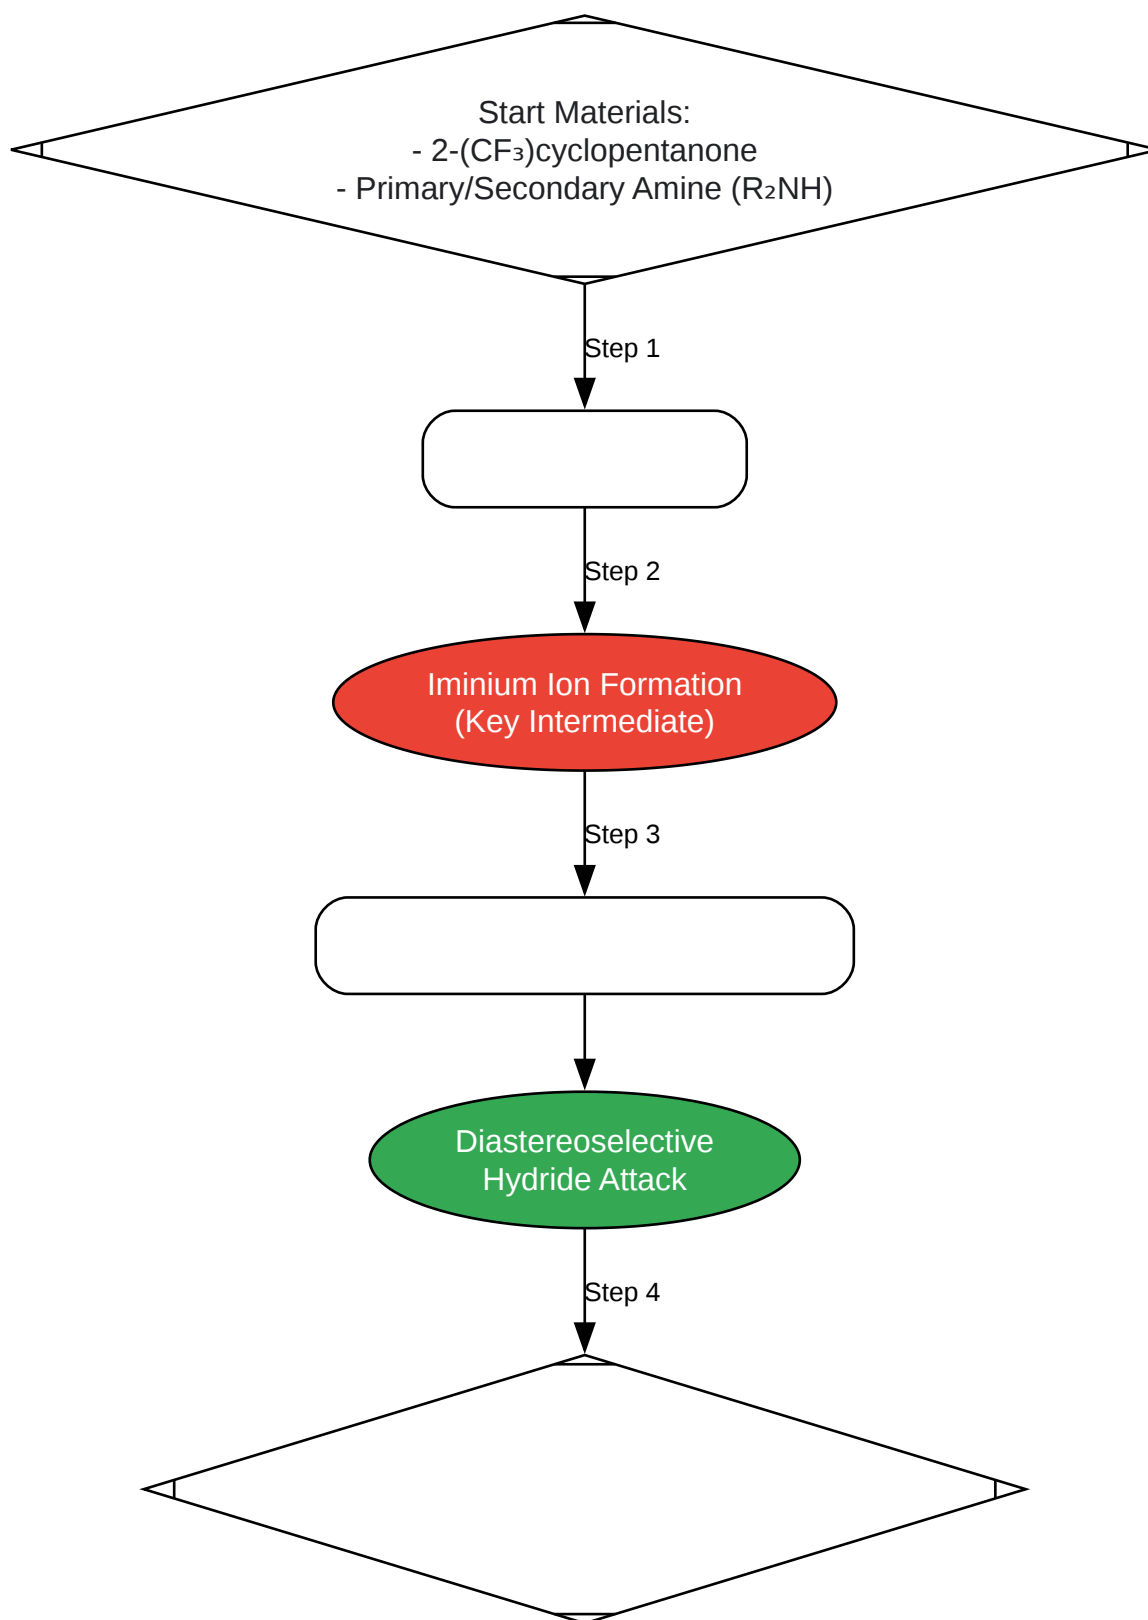 Start Materials:
- 2-(CF₃)cyclopentanone
- Primary/Secondary Amine (R₂NH)
Step 1
Step 2
Iminium Ion Formation
(Key Intermediate)
Step 3
Diastereoselective
Hydride Attack
Step 4